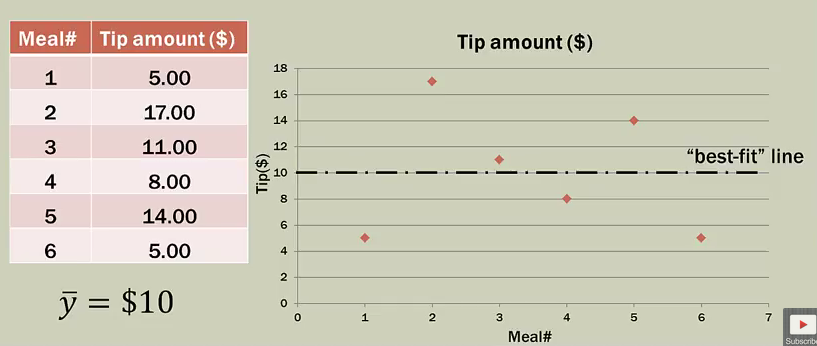 Meal# Tip amount ($)
1 5.00
2 17.00
3 11.00
4 8.00
5 14.00
6 5.00
y̅ = $10
Tip amount ($)
18
16
14
12
10
8
6
4
2
0
Tip($)
"best-fit" line
0 1 2 3 4 5 6 7
Meal#
Subscribe